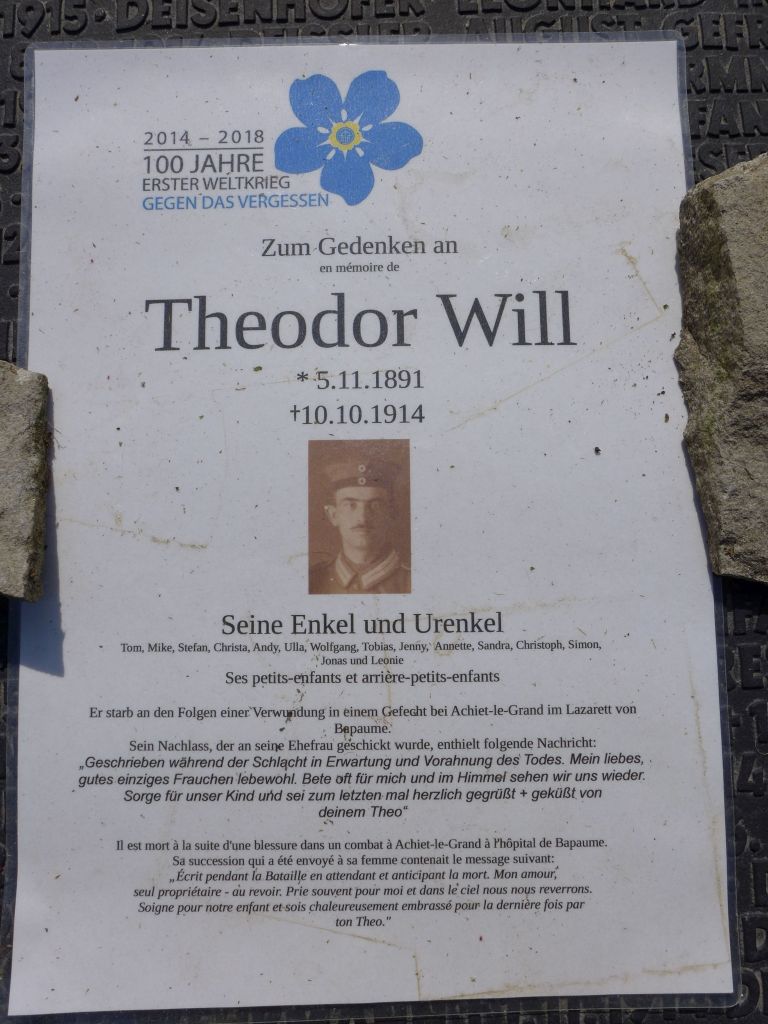 1915 · DEISENHOFER LEONHARD
AUGUST GEFR
2014 – 2018
100 JAHRE
ERSTER WELTKRIEG
GEGEN DAS VERGESSEN
Zum Gedenken an
en mémoire de
Theodor Will
* 5.11.1891
†10.10.1914
Seine Enkel und Urenkel
Tom, Mike, Stefan, Christa, Andy, Ulla, Wolfgang, Tobias, Jenny, Annette, Sandra, Christoph, Simon,
Jonas und Leonie
Ses petits-enfants et arrière-petits-enfants
Er starb an den Folgen einer Verwundung in einem Gefecht bei Achiet-le-Grand im Lazarett von
Bapaume.
Sein Nachlass, der an seine Ehefrau geschickt wurde, enthielt folgende Nachricht:
„Geschrieben während der Schlacht in Erwartung und Vorahnung des Todes. Mein liebes,
gutes einziges Frauchen lebewohl. Bete oft für mich und im Himmel sehen wir uns wieder.
Sorge für unser Kind und sei zum letzten mal herzlich gegrüßt + geküßt von
deinem Theo“
Il est mort à la suite d'une blessure dans un combat à Achiet-le-Grand à l'hôpital de Bapaume.
Sa succession qui a été envoyé à sa femme contenait le message suivant:
„Écrit pendant la Bataille en attendant et anticipant la mort. Mon amour,
seul propriétaire - au revoir. Prie souvent pour moi et dans le ciel nous nous reverrons.
Soigne pour notre enfant et sois chaleureusement embrassé pour la dernière fois par
ton Theo."